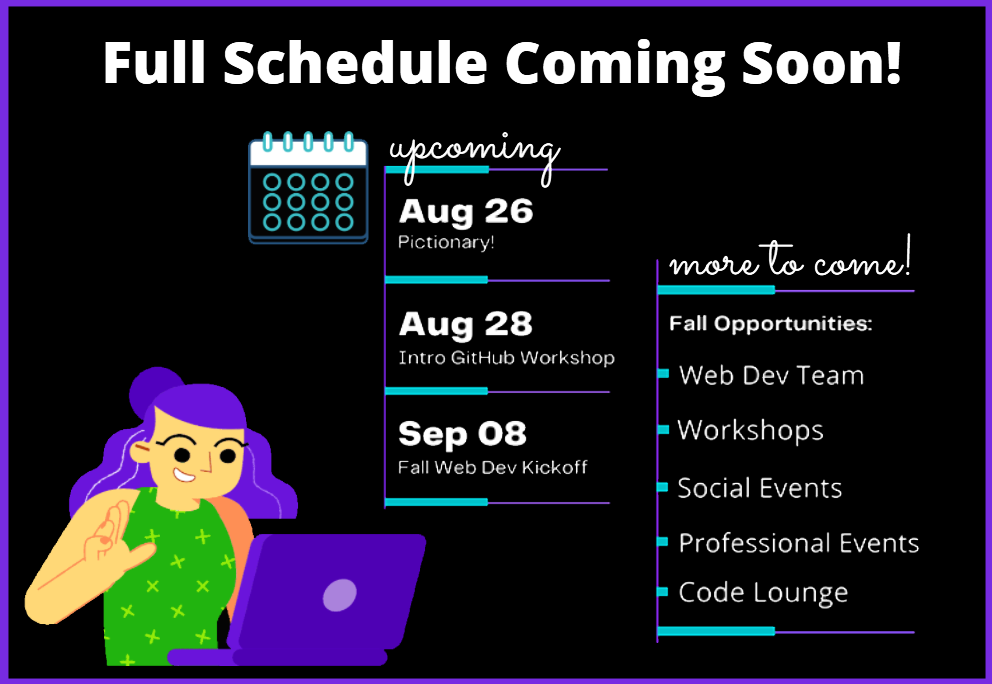 Full Schedule Coming Soon!
upcoming
Aug 26
Pictionary!
Aug 28
Intro GitHub Workshop
Sep 08
Fall Web Dev Kickoff
more to come!
Fall Opportunities:
Web Dev Team
Workshops
Social Events
Professional Events
Code Lounge